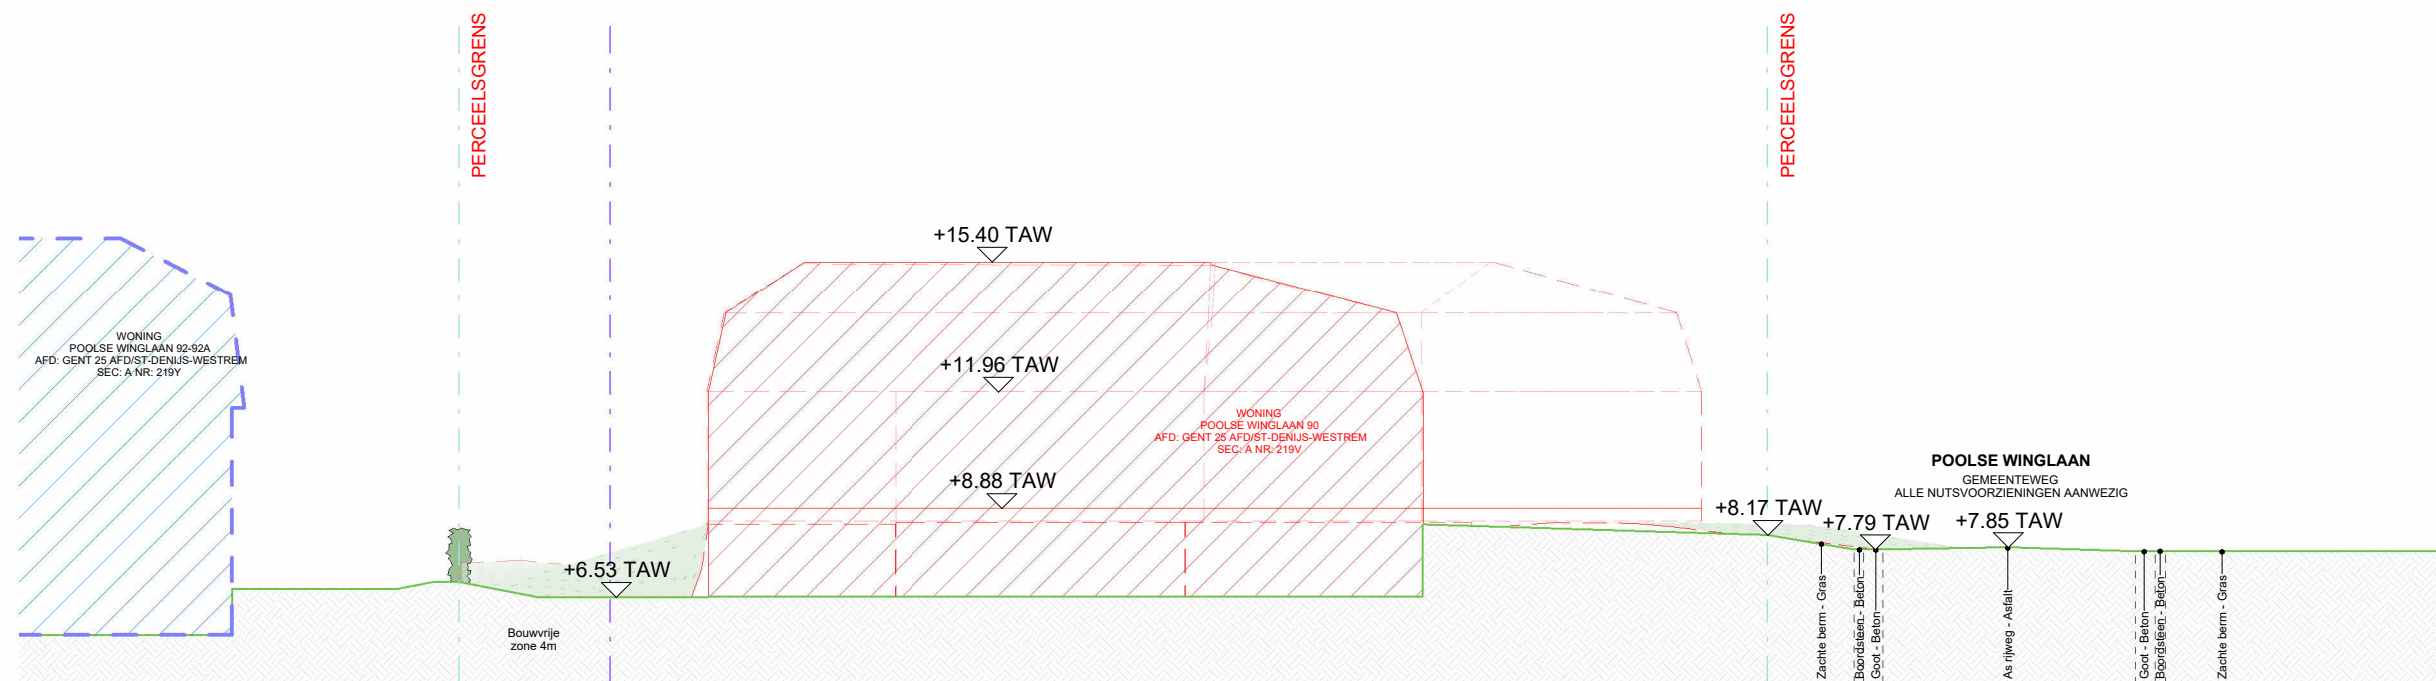 PERCEELSGRENS
PERCEELSGRENS
+15.40 TAW
WONING
POOLSE WINGLAAN 92-92A
AFD: GENT 25 AFD/ST-DENIJS-WESTREM
SEC: A NR: 219Y
+11.96 TAW
WONING
POOLSE WINGLAAN 90
AFD: GENT 25 AFD/ST-DENIJS-WESTREM
SEC: A NR: 219V
+8.88 TAW
POOLSE WINGLAAN
GEMEENTEWEG
ALLE NUTSVOORZIENINGEN AANWEZIG
+8.17 TAW
+7.79 TAW
+7.85 TAW
+6.53 TAW
Bouwvrije
zone 4m
Zachte berm - Gras
Boordsteen - Beton
Goot - Beton
As rijweg - Asfalt
Goot - Beton
Boordsteen - Beton
Zachte berm - Gras